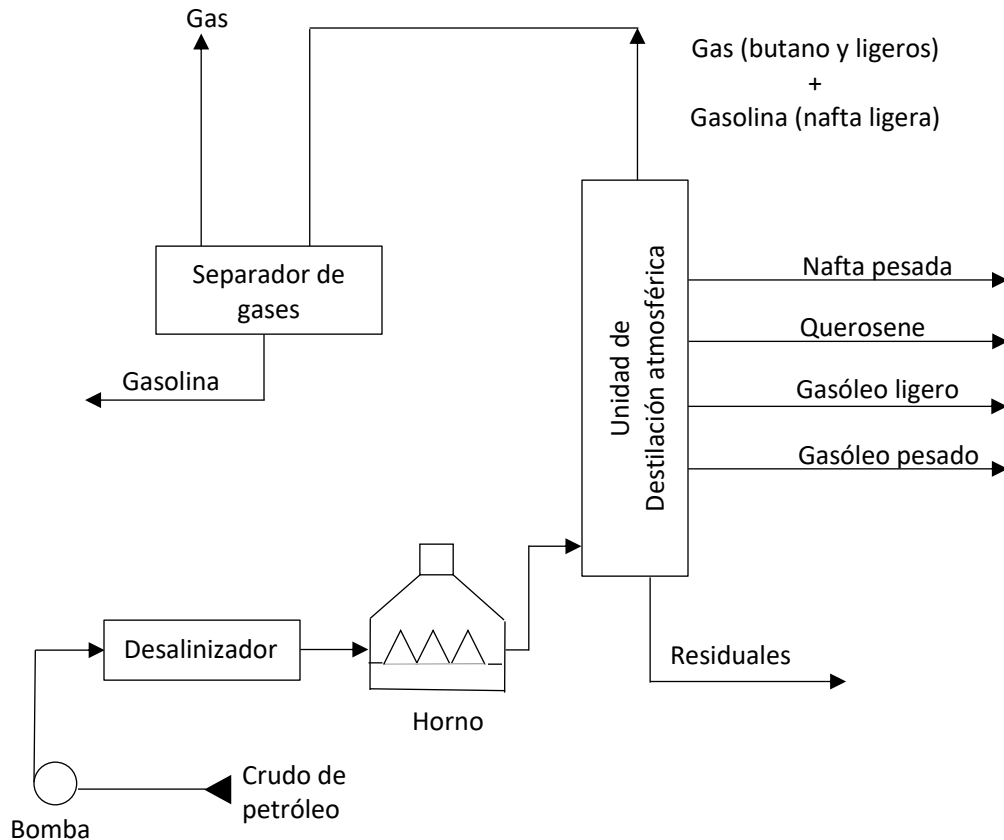 Gas
Gas (butano y ligeros)
+
Gasolina (nafta ligera)
Separador de
gases
Gasolina
Unidad de
Destilación atmosférica
Nafta pesada
Querosene
Gasóleo ligero
Gasóleo pesado
Desalinizador
Horno
Residuales
Crudo de
petróleo
Bomba